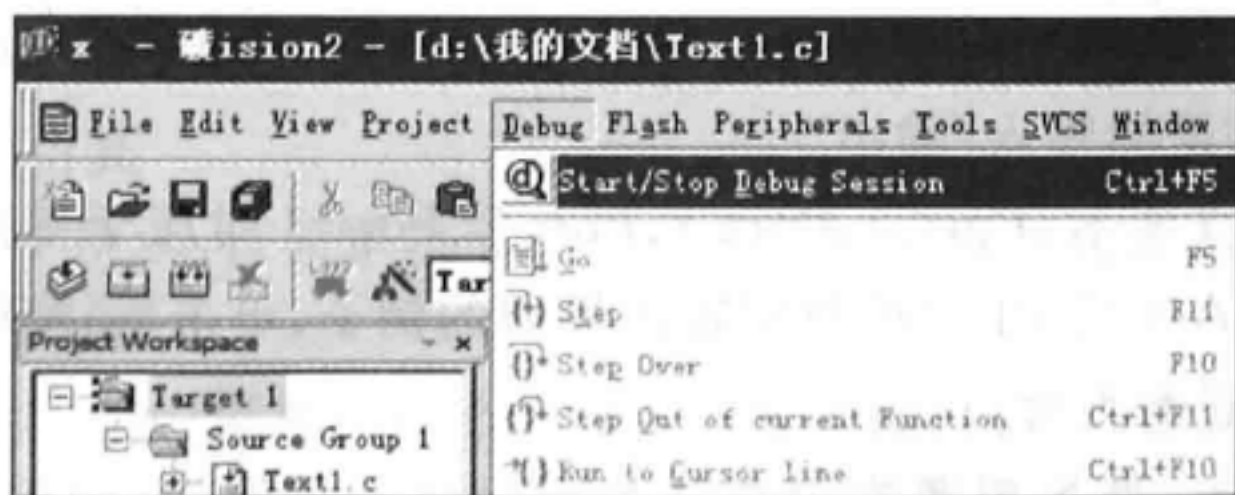 x - 礦ision2 - [d:\我的文档\Text1.c]
File Edit View Project Debug Flash Peripherals Tools SVCS Window
Start/Stop Debug Session Ctrl+F5
Go F5
Tar
Step F11
Project Workspace
Step Over F10
Target 1
Step Out of current Function Ctrl+F11
Source Group 1
Run to Cursor line Ctrl+F10
Text1.c